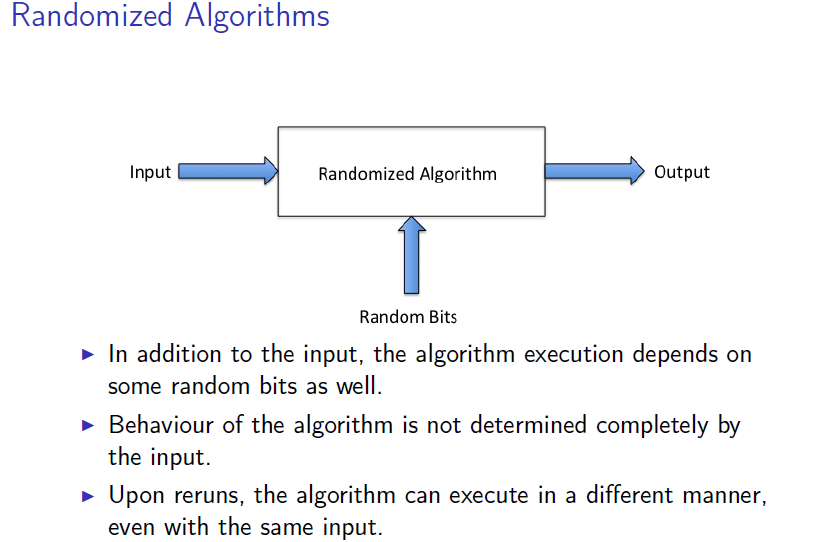 Randomized Algorithms
Input
Randomized Algorithm
Output
Random Bits
In addition to the input, the algorithm execution depends on
some random bits as well.
Behaviour of the algorithm is not determined completely by
the input.
Upon reruns, the algorithm can execute in a different manner,
even with the same input.